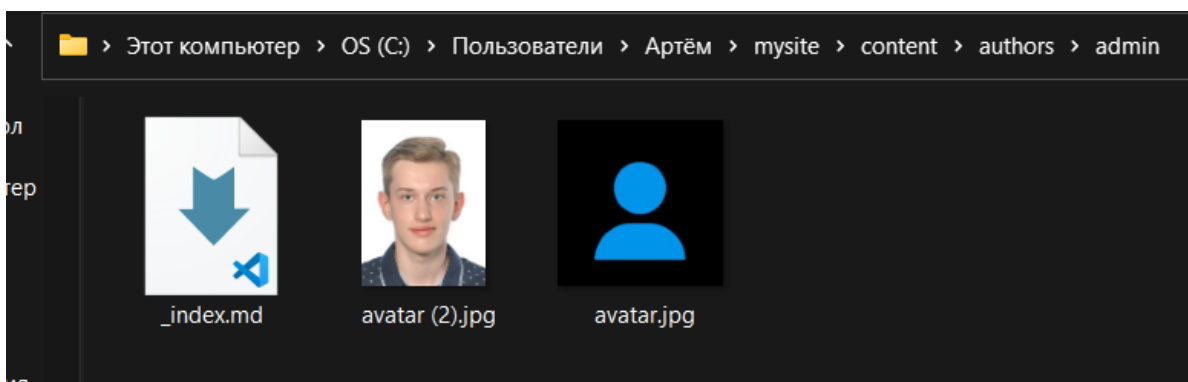 Этот компьютер > OS (C:) > Пользователи > Артём > mysite > content > authors > admin
_index.md
avatar (2).jpg
avatar.jpg